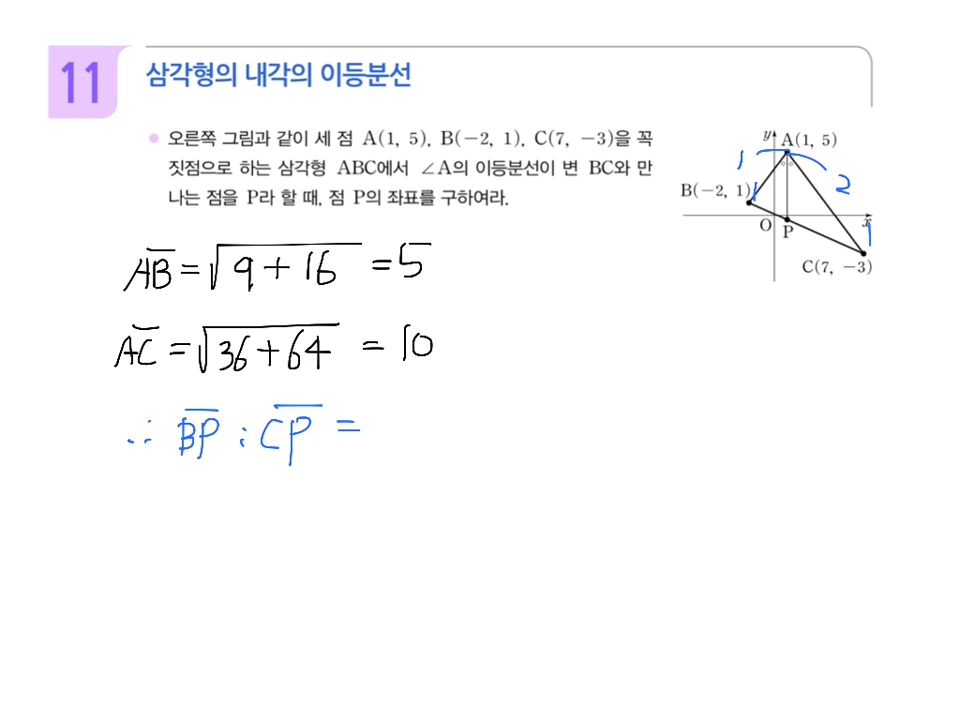 11 삼각형의 내각의 이등분선
오른쪽 그림과 같이 세 점 A(1, 5), B(−2, 1), C(7, −3)을 꼭
짓점으로 하는 삼각형 ABC에서 ∠A의 이등분선이 변 BC와 만
나는 점을 P라 할 때, 점 P의 좌표를 구하여라.
y
A(1, 5)
1
2
B(−2, 1)
1
O
P
x
1
C(7, −3)
A̅B̅ = √(9+16) = 5
A̅C̅ = √(36+64) = 10
∴ B̅P̅ : C̅P̅ =